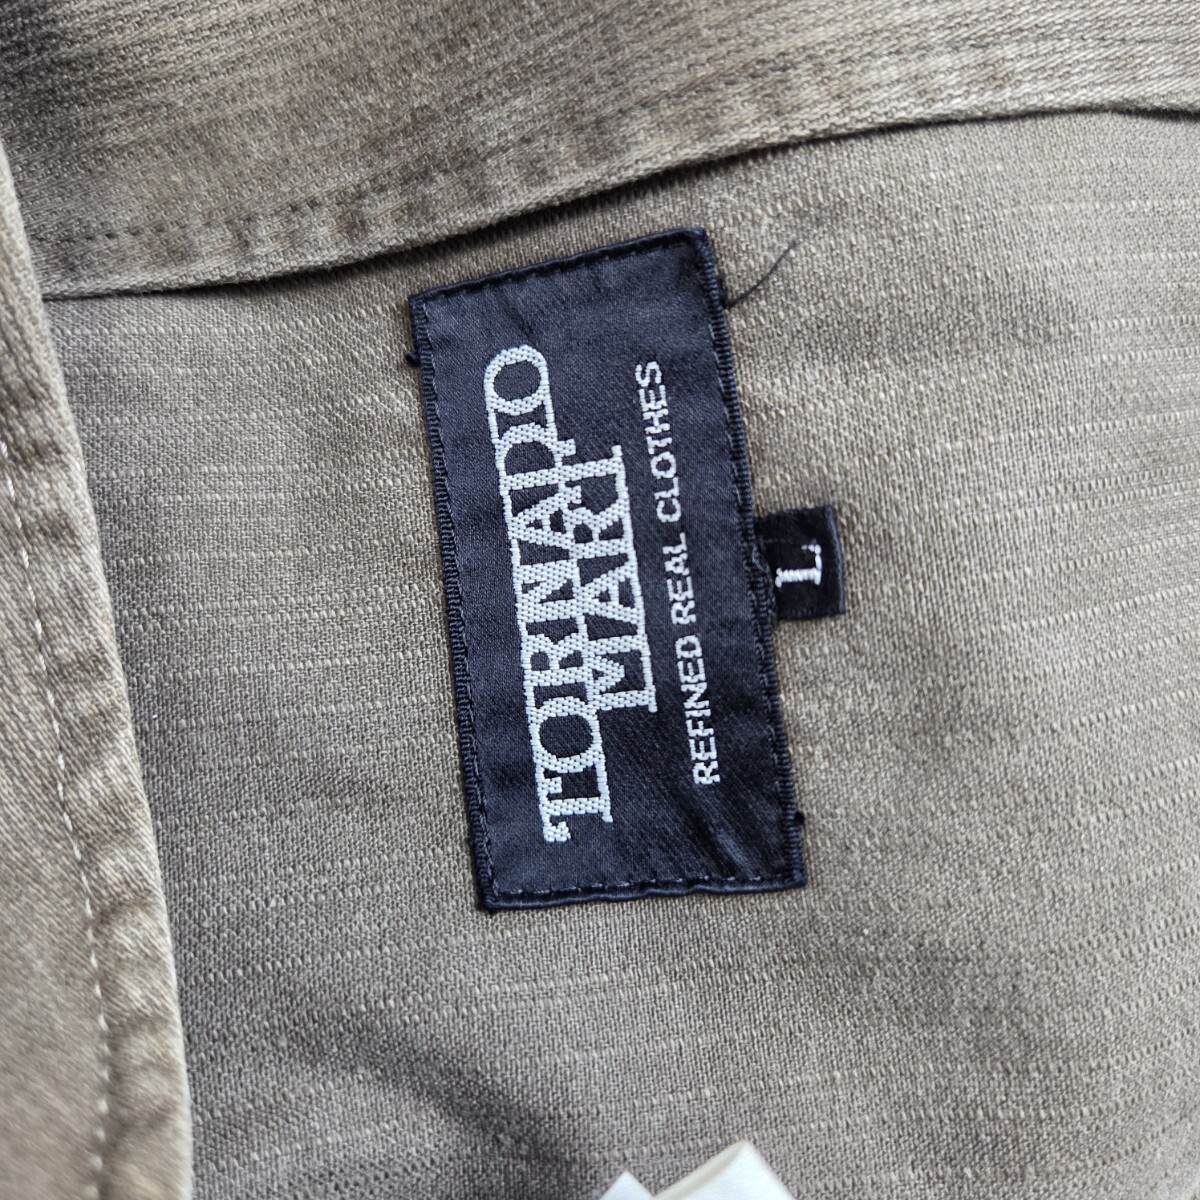 TORNADO
MART
REFINED REAL CLOTHES
L